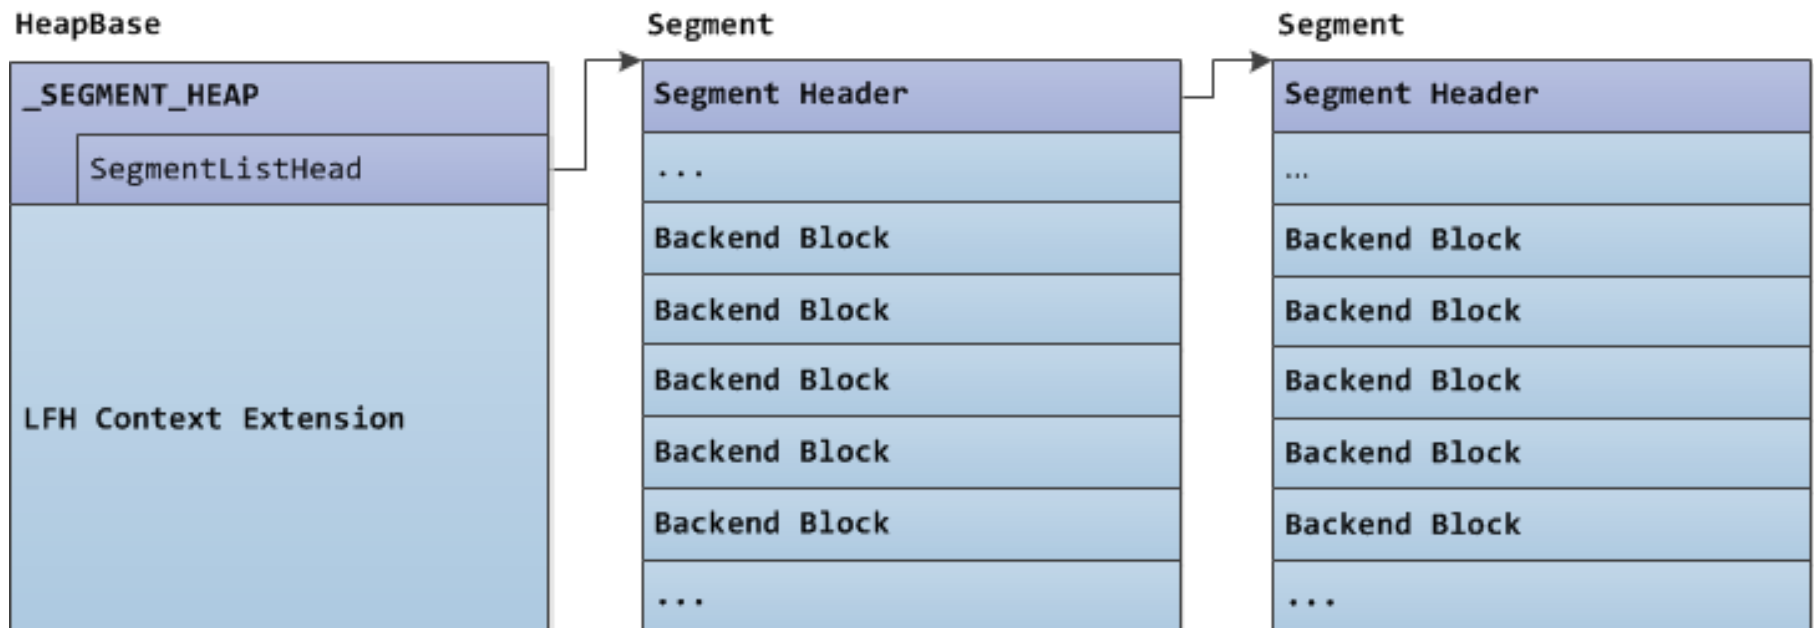 HeapBase
_SEGMENT_HEAP
SegmentListHead
LFH Context Extension
Segment
Segment Header
...
Backend Block
Backend Block
Backend Block
Backend Block
Backend Block
...
Segment
Segment Header
...
Backend Block
Backend Block
Backend Block
Backend Block
Backend Block
...